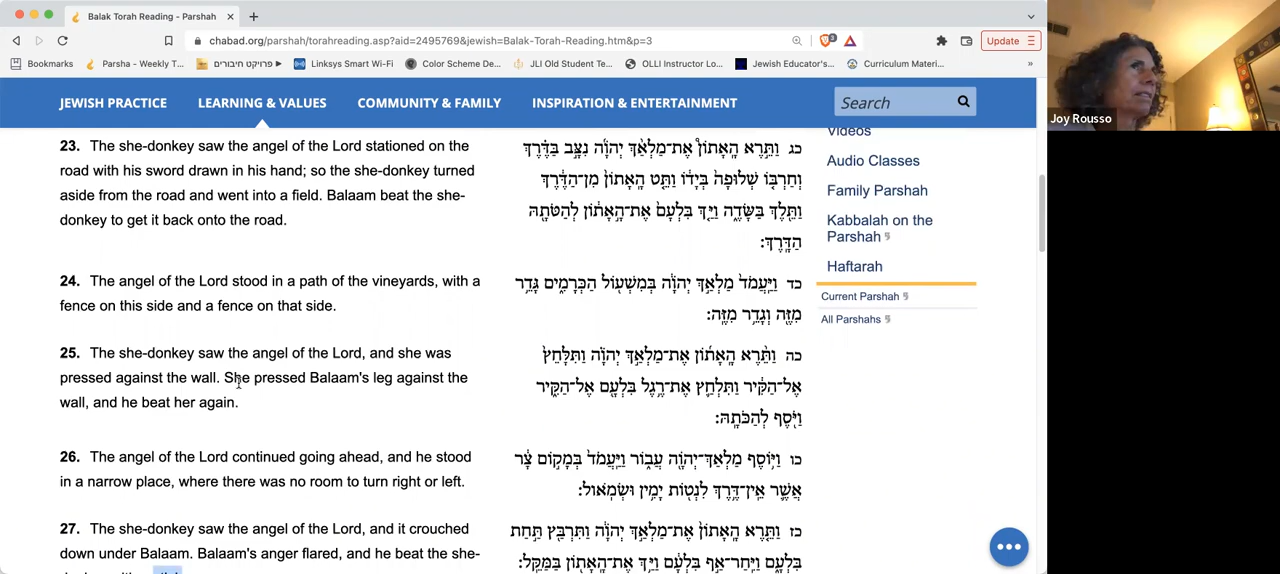 Balak Torah Reading - Parshah
chabad.org/parshah/torahreading.asp?aid=2495769&jewish=Balak-Torah-Reading.htm&p=3
3
Update
Bookmarks
Parsha - Weekly T...
פרויקט חיבורים
Linksys Smart Wi-Fi
Color Scheme De...
JLI Old Student Te...
OLLI Instructor Lo...
Jewish Educator's...
Curriculum Materi...
JEWISH PRACTICE
LEARNING & VALUES
COMMUNITY & FAMILY
INSPIRATION & ENTERTAINMENT
Search
23. The she-donkey saw the angel of the Lord stationed on the
road with his sword drawn in his hand; so the she-donkey turned
aside from the road and went into a field. Balaam beat the she-
donkey to get it back onto the road.
כג וַתֵּ֣רֶא הָֽאָתוֹן֩ אֶת־מַלְאַ֨ךְ יְהֹוָ֜ה נִצָּ֣ב בַּדֶּ֗רֶךְ
וְחַרְבּ֤וֹ שְׁלוּפָה֙ בְּיָד֔וֹ וַתֵּ֤ט הָֽאָתוֹן֙ מִן־הַדֶּ֔רֶךְ
וַתֵּ֖לֶךְ בַּשָּׂדֶ֑ה וַיַּ֤ךְ בִּלְעָם֙ אֶת־הָ֣אָת֔וֹן לְהַטֹּתָ֖הּ
הַדָּֽרֶךְ:
24. The angel of the Lord stood in a path of the vineyards, with a
fence on this side and a fence on that side.
כד וַיַּֽעֲמֹד֙ מַלְאַ֣ךְ יְהֹוָ֔ה בְּמִשְׁע֖וֹל הַכְּרָמִ֑ים גָּדֵ֥ר
מִזֶּ֖ה וְגָדֵ֥ר מִזֶּֽה:
25. The she-donkey saw the angel of the Lord, and she was
pressed against the wall. She pressed Balaam's leg against the
wall, and he beat her again.
כה וַתֵּ֨רֶא הָֽאָת֜וֹן אֶת־מַלְאַ֣ךְ יְהֹוָ֗ה וַתִּלָּחֵץ֙
אֶל־הַקִּ֔יר וַתִּלְחַ֛ץ אֶת־רֶ֥גֶל בִּלְעָ֖ם אֶל־הַקִּ֑יר
וַיֹּ֖סֶף לְהַכֹּתָֽהּ:
26. The angel of the Lord continued going ahead, and he stood
in a narrow place, where there was no room to turn right or left.
כו וַיּ֥וֹסֶף מַלְאַךְ־יְהֹוָ֖ה עֲב֑וֹר וַיַּֽעֲמֹד֙ בְּמָק֣וֹם צָ֔ר
אֲשֶׁ֛ר אֵֽין־דֶּ֥רֶךְ לִנְט֖וֹת יָמִ֥ין וּשְׂמֹֽאול:
27. The she-donkey saw the angel of the Lord, and it crouched
down under Balaam. Balaam's anger flared, and he beat the she-
כז וַתֵּ֤רֶא הָֽאָתוֹן֙ אֶת־מַלְאַ֣ךְ יְהֹוָ֔ה וַתִּרְבַּ֖ץ תַּ֣חַת
בִּלְעָ֑ם וַיִּֽחַר־אַ֣ף בִּלְעָ֔ם וַיַּ֥ךְ אֶת־הָֽאָת֖וֹן בַּמַּקֵּֽל:
Videos
Audio Classes
Family Parshah
Kabbalah on the
Parshah
Haftarah
Current Parshah
All Parshahs
Joy Rousso